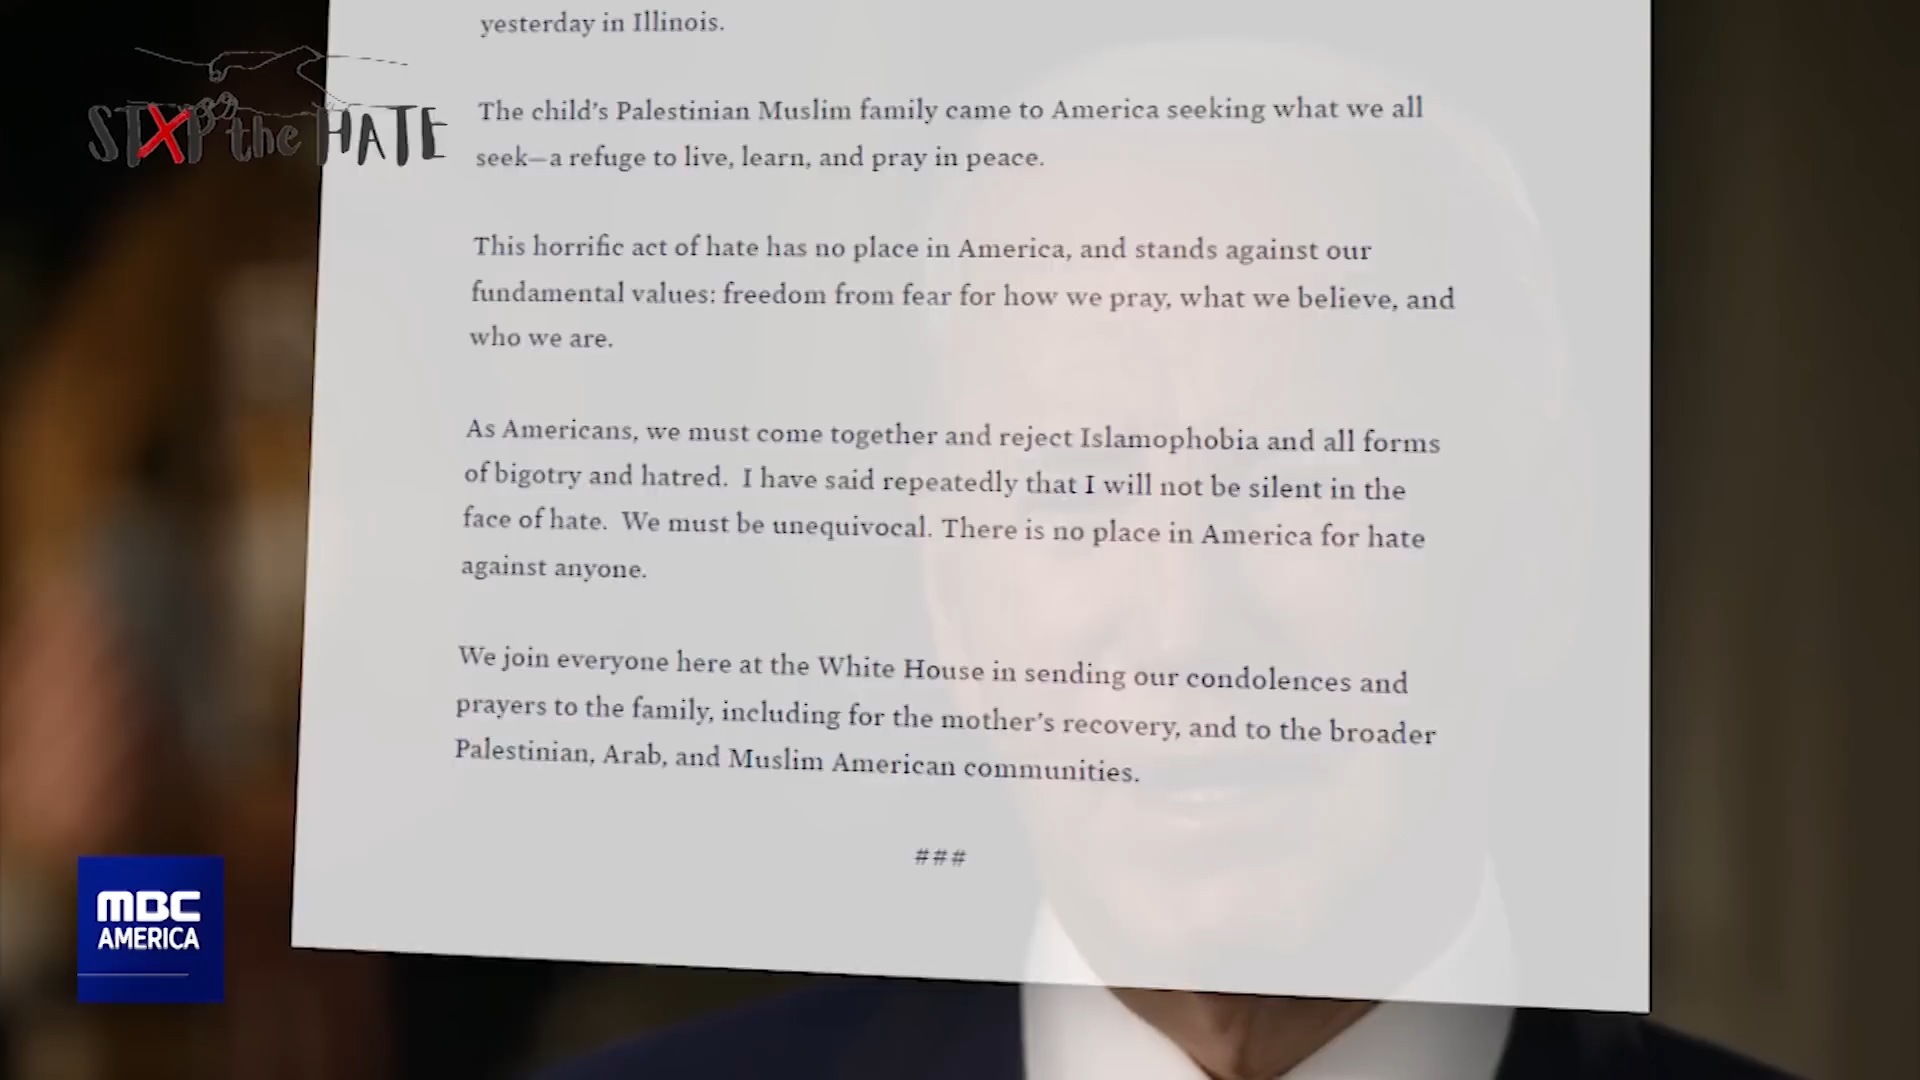 yesterday in Illinois.
STOP the HATE
The child's Palestinian Muslim family came to America seeking what we all
seek—a refuge to live, learn, and pray in peace.
This horrific act of hate has no place in America, and stands against our
fundamental values: freedom from fear for how we pray, what we believe, and
who we are.
As Americans, we must come together and reject Islamophobia and all forms
of bigotry and hatred.  I have said repeatedly that I will not be silent in the
face of hate.  We must be unequivocal. There is no place in America for hate
against anyone.
We join everyone here at the White House in sending our condolences and
prayers to the family, including for the mother's recovery, and to the broader
Palestinian, Arab, and Muslim American communities.
###
MBC
AMERICA